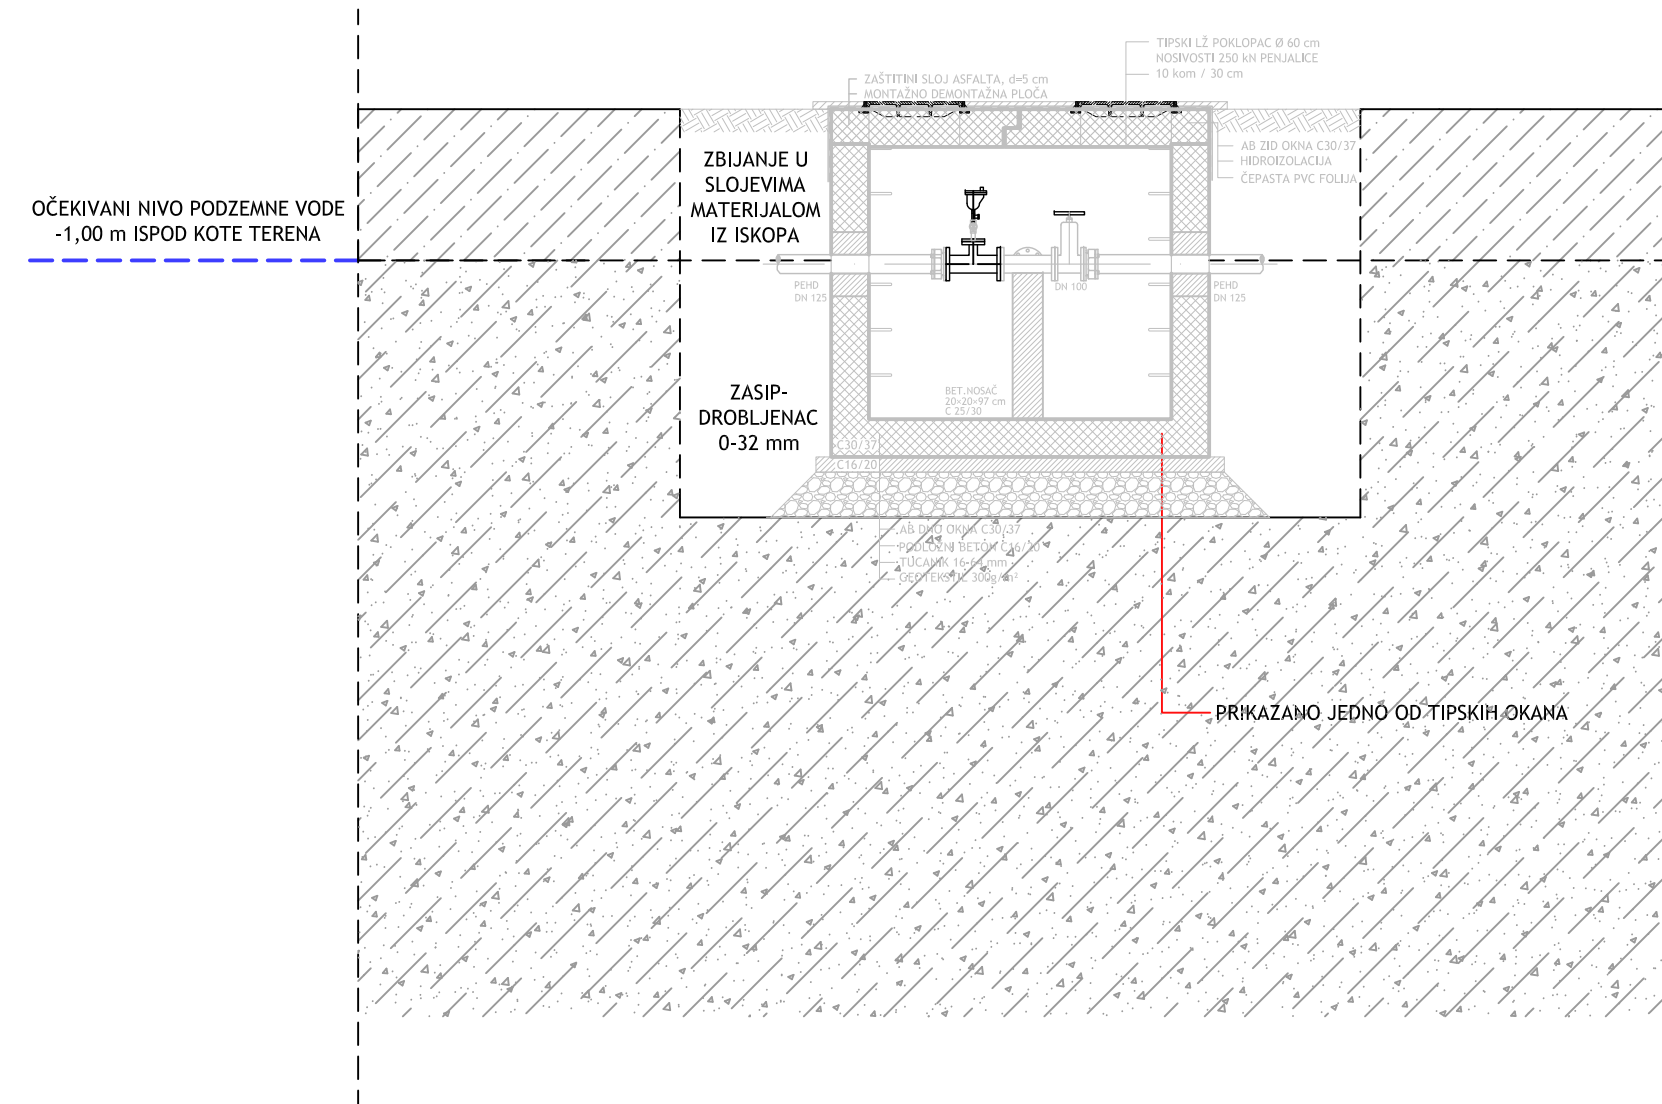 TIPSKI LŽ POKLOPAC Ø 60 cm
NOSIVOSTI 250 kN PENJALICE
10 kom / 30 cm
ZAŠTITINI SLOJ ASFALTA, d=5 cm
MONTAŽNO DEMONTAŽNA PLOČA
AB ZID OKNA C30/37
HIDROIZOLACIJA
ČEPASTA PVC FOLIJA
ZBIJANJE U
SLOJEVIMA
MATERIJALOM
IZ ISKOPA
OČEKIVANI NIVO PODZEMNE VODE
-1,00 m ISPOD KOTE TERENA
PEHD
DN 125
DN 100
PEHD
DN 125
ZASIP-
DROBLJENAC
0-32 mm
BET.NOSAČ
20×20×97 cm
C 25/30
C30/37
C16/20
AB DNO OKNA C30/37
PODLOŽNI BETON C16/20
TUCANIK 16-64 mm
GEOTEKSTIL 300g/m²
PRIKAZANO JEDNO OD TIPSKIH OKANA